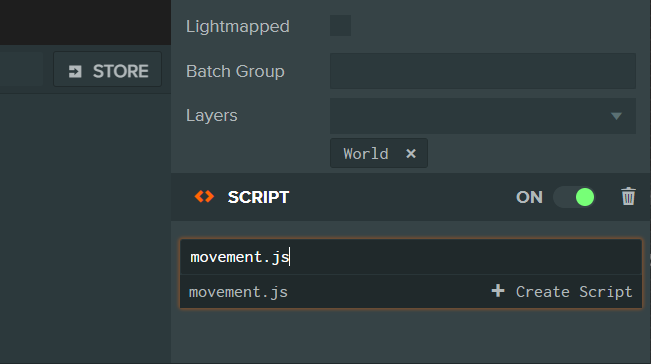 Lightmapped
STORE
Batch Group
Layers
World ×
SCRIPT ON
movement.js
movement.js + Create Script